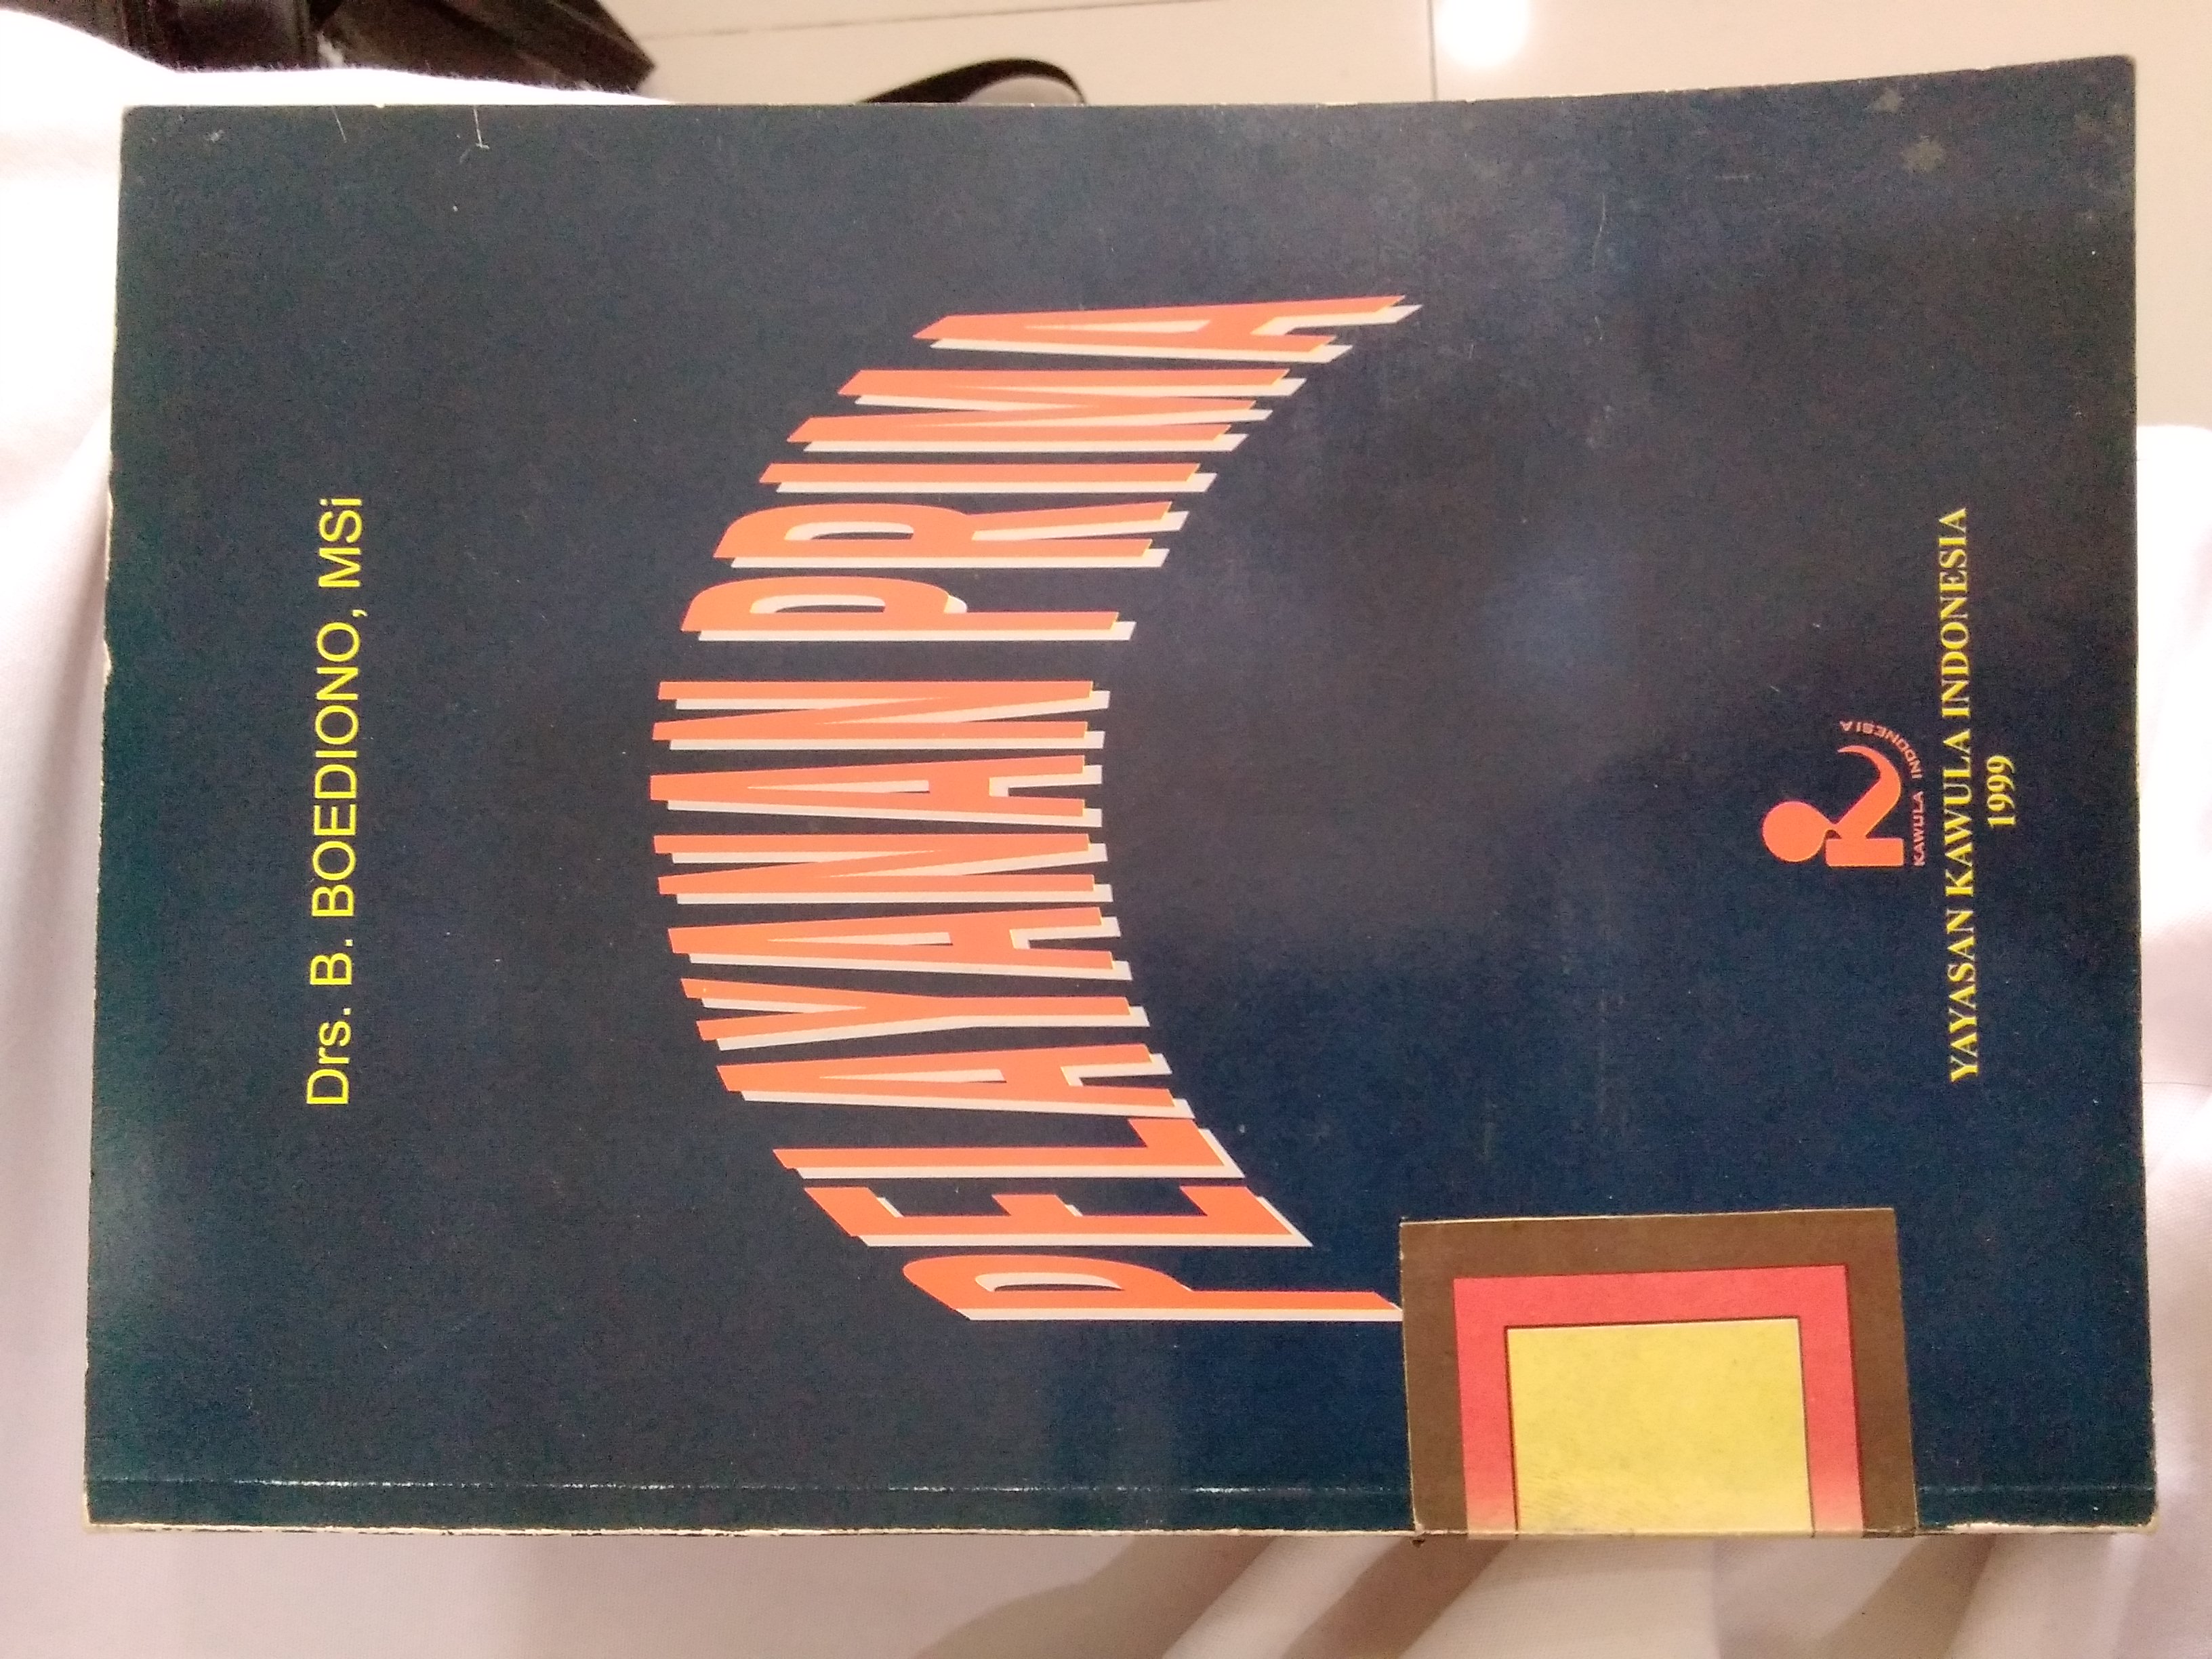 Drs. B. BOEDIONO, MSi
PELAYANAN PRIMA
KAWULA INDONESIA
YAYASAN KAWULA INDONESIA
1999